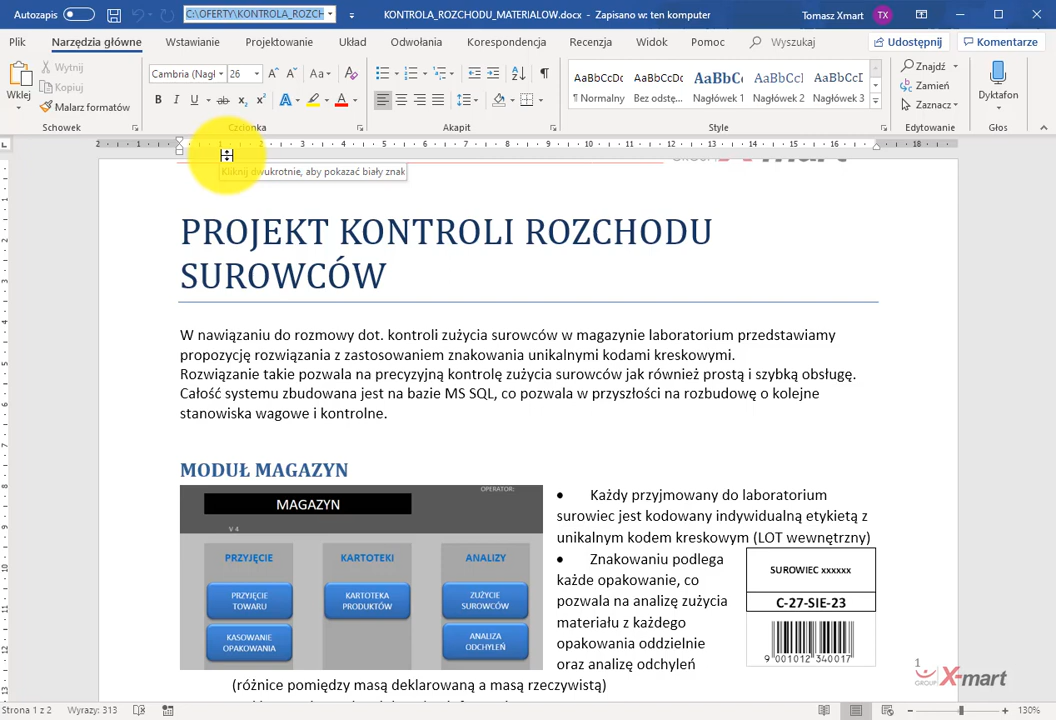 Autozapis
C:\OFERTY\KONTROLA_ROZCH
KONTROLA_ROZCHODU_MATERIALOW.docx - Zapisano w: ten komputer
Tomasz Xmart
TX
Plik
Narzędzia główne
Wstawianie
Projektowanie
Układ
Odwołania
Korespondencja
Recenzja
Widok
Pomoc
Wyszukaj
Udostępnij
Komentarze
Wklej
Wytnij
Kopiuj
Malarz formatów
Schowek
Cambria (Nagł
26
Czcionka
Akapit
AaBbCcDc
AaBbCcDc
AaBbCc
AaBbCcC
AaBbCcD
¶ Normalny
Bez odstę...
Nagłówek 1
Nagłówek 2
Nagłówek 3
Style
Znajdź
Zamień
Zaznacz
Edytowanie
Dyktafon
Głos
Kliknij dwukrotnie, aby pokazać biały znak
PROJEKT KONTROLI ROZCHODU
SUROWCÓW
W nawiązaniu do rozmowy dot. kontroli zużycia surowców w magazynie laboratorium przedstawiamy
propozycję rozwiązania z zastosowaniem znakowania unikalnymi kodami kreskowymi.
Rozwiązanie takie pozwala na precyzyjną kontrolę zużycia surowców jak również prostą i szybką obsługę.
Całość systemu zbudowana jest na bazie MS SQL, co pozwala w przyszłości na rozbudowę o kolejne
stanowiska wagowe i kontrolne.
MODUŁ MAGAZYN
OPERATOR:
MAGAZYN
V 4
PRZYJĘCIE
KARTOTEKI
ANALIZY
PRZYJĘCIE
TOWARU
KARTOTEKA
PRODUKTÓW
ZUŻYCIE
SUROWCÓW
KASOWANIE
OPAKOWANIA
ANALIZA
ODCHYLEŃ
• Każdy przyjmowany do laboratorium
surowiec jest kodowany indywidualną etykietą z
unikalnym kodem kreskowym (LOT wewnętrzny)
• Znakowaniu podlega
każde opakowanie, co
pozwala na analizę zużycia
materiału z każdego
opakowania oddzielnie
oraz analizę odchyleń
(różnice pomiędzy masą deklarowaną a masą rzeczywistą)
SUROWIEC xxxxxx
C-27-SIE-23
9 001012 340017
1
GROUP X-mart
Strona 1 z 2
Wyrazy: 313
130%